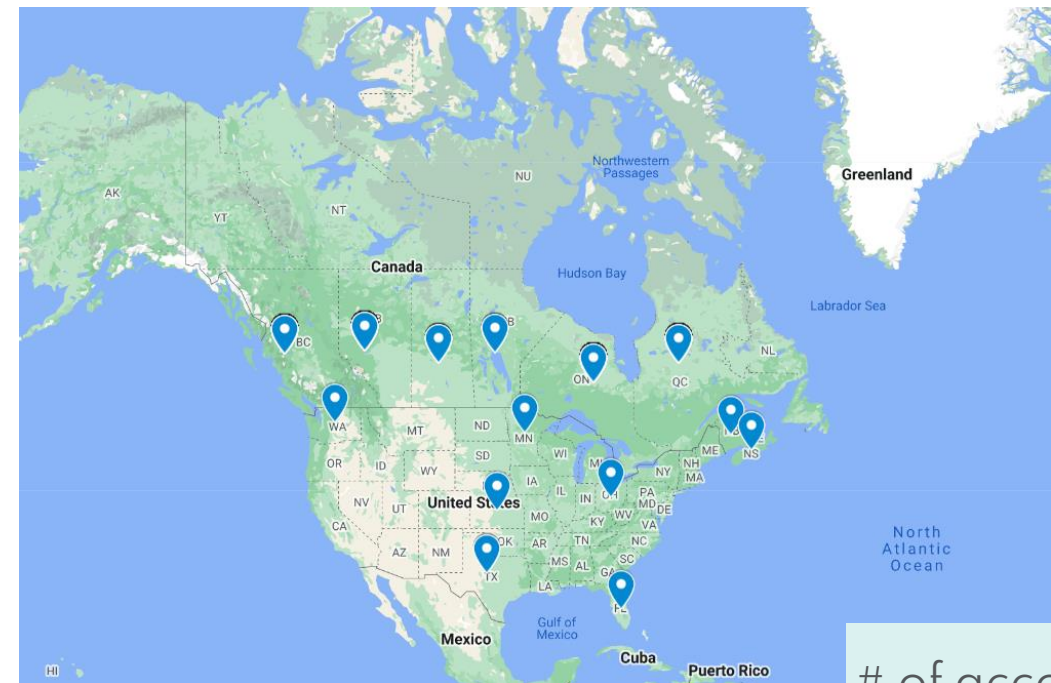 Northwestern
Passages
NU
Greenland
AK
YT
NT
Canada
Hudson Bay
Labrador Sea
BC
B
B
NL
ON
QC
WA
MT
ND
MN
NS
ME
OR
ID
SD
WI
NH
MA
WY
NY
IA
OH
PA
NV
UT
United States
IL
IN
MD
DE
MO
KY
WV
VA
CA
North
Atlantic
Ocean
AZ
NM
OK
AR
TN
NC
SC
MS
AL
GA
TX
LA
FL
Gulf of
Mexico
Mexico
Cuba
HI
Puerto Rico